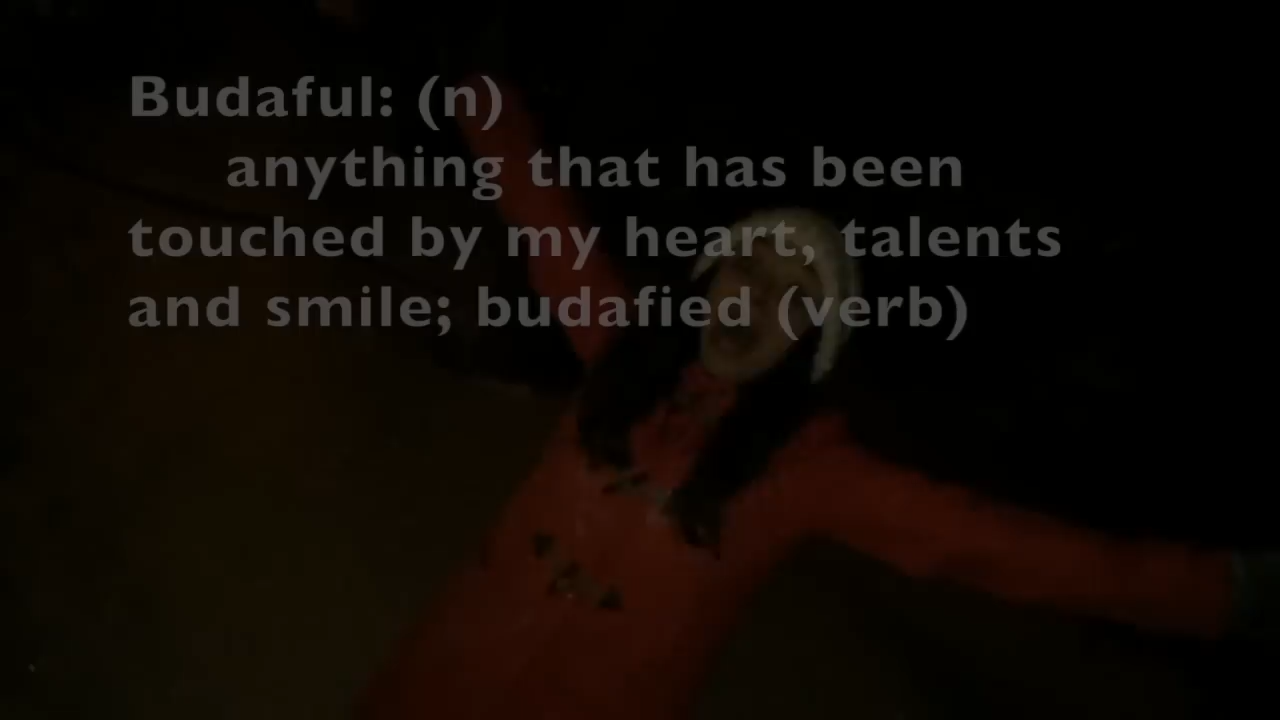 Budaful: (n)
anything that has been
touched by my heart, talents
and smile; budafied (verb)